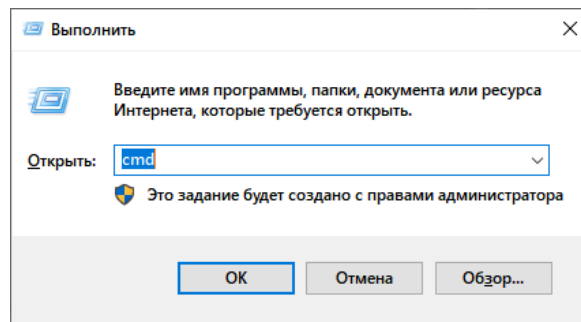 Выполнить
Введите имя программы, папки, документа или ресурса
Интернета, которые требуется открыть.
Открыть: cmd
Это задание будет создано с правами администратора
ОК Отмена Обзор...